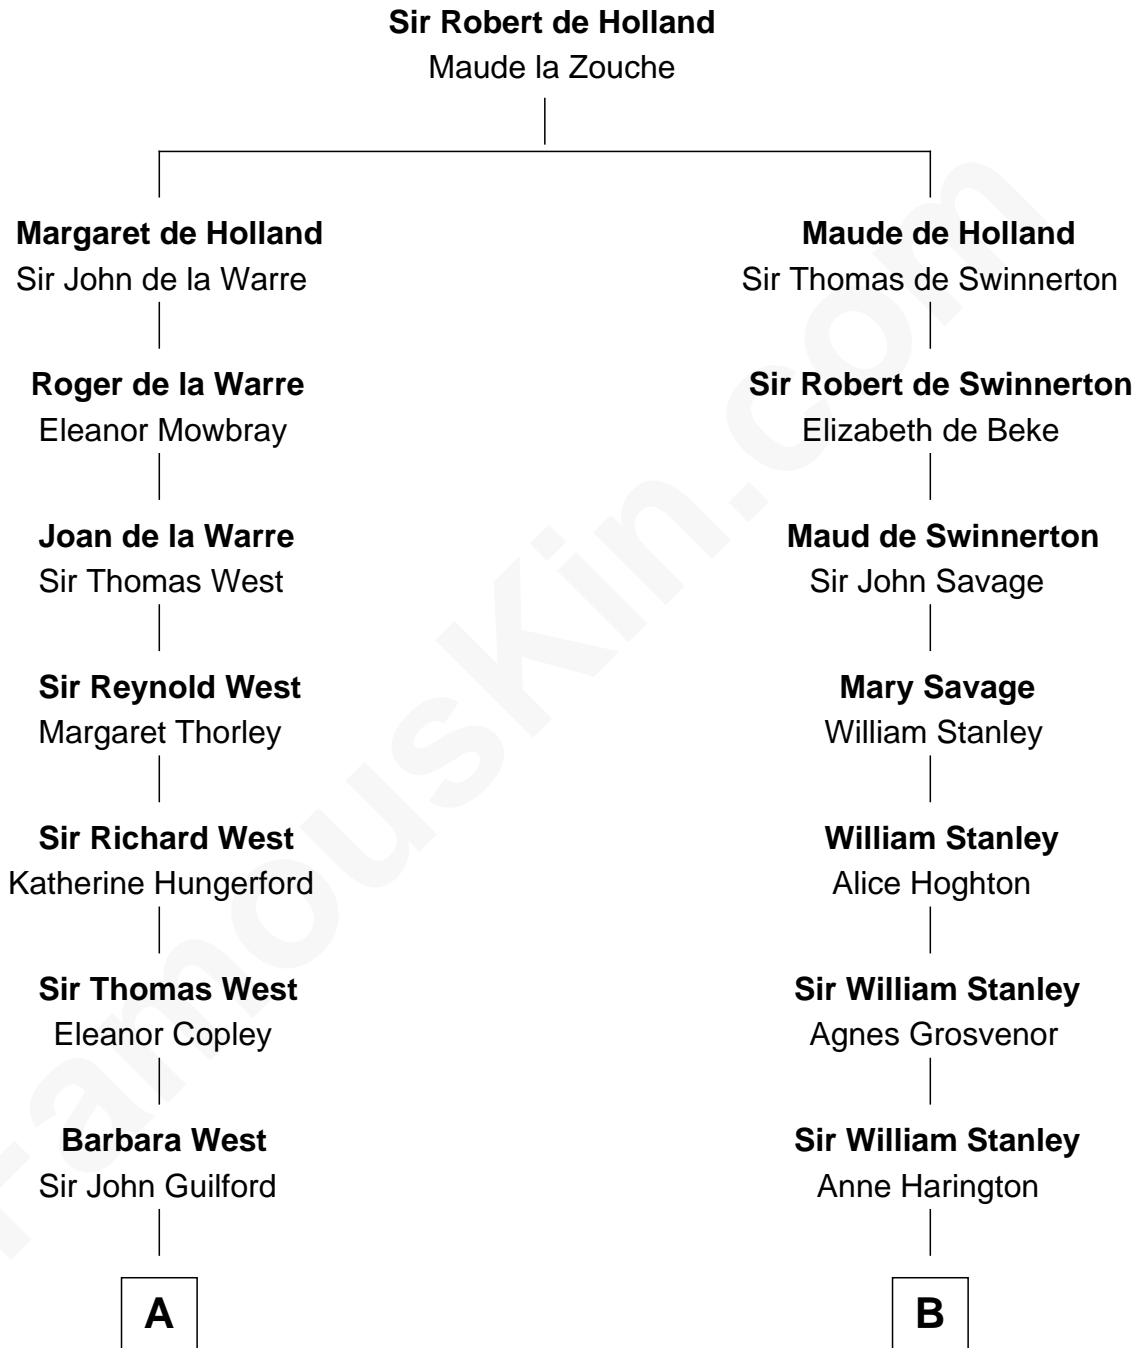 Sir Robert de Holland
Maude la Zouche
Margaret de Holland
Sir John de la Warre
Maude de Holland
Sir Thomas de Swinnerton
Roger de la Warre
Eleanor Mowbray
Sir Robert de Swinnerton
Elizabeth de Beke
Joan de la Warre
Sir Thomas West
Maud de Swinnerton
Sir John Savage
Sir Reynold West
Margaret Thorley
Mary Savage
William Stanley
Sir Richard West
Katherine Hungerford
William Stanley
Alice Hoghton
Sir Thomas West
Eleanor Copley
Sir William Stanley
Agnes Grosvenor
Barbara West
Sir John Guilford
Sir William Stanley
Anne Harington
A
B
FamousKin.com